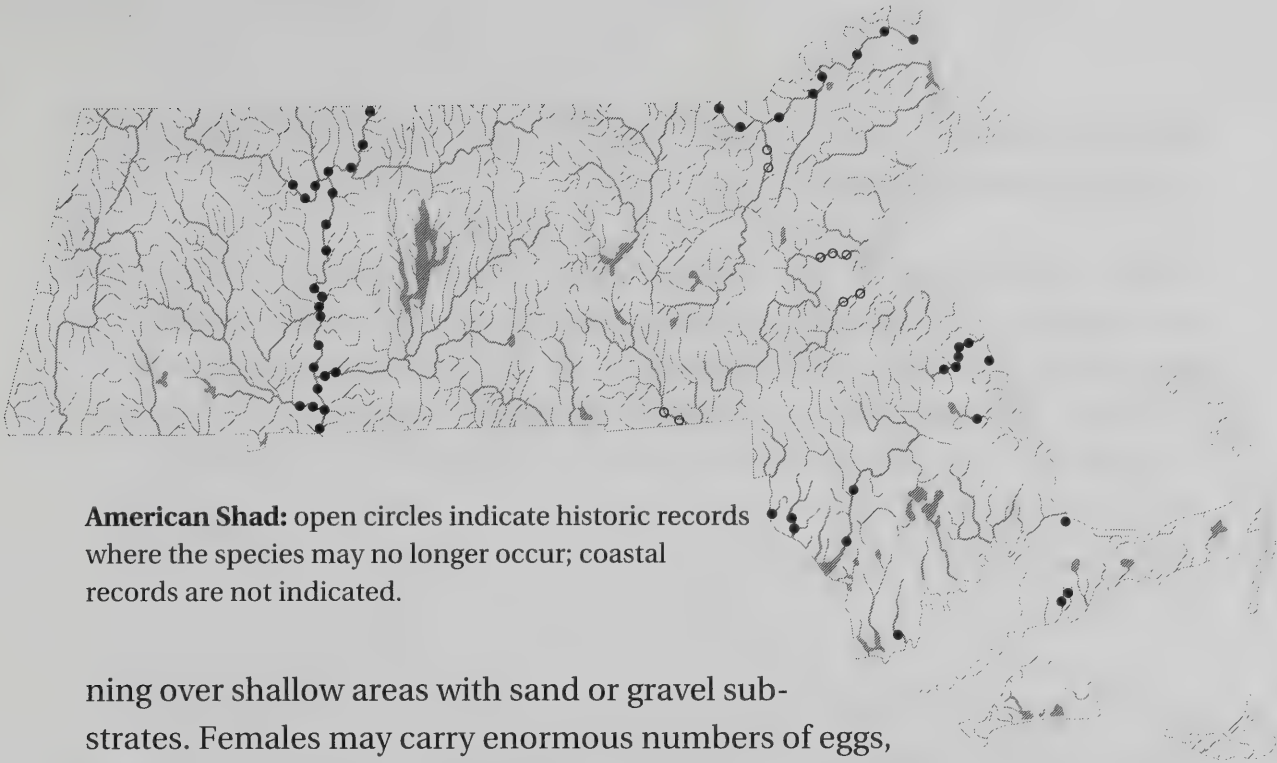 American Shad: open circles indicate historic records
where the species may no longer occur; coastal
records are not indicated.
ning over shallow areas with sand or gravel sub-
strates. Females may carry enormous numbers of eggs,